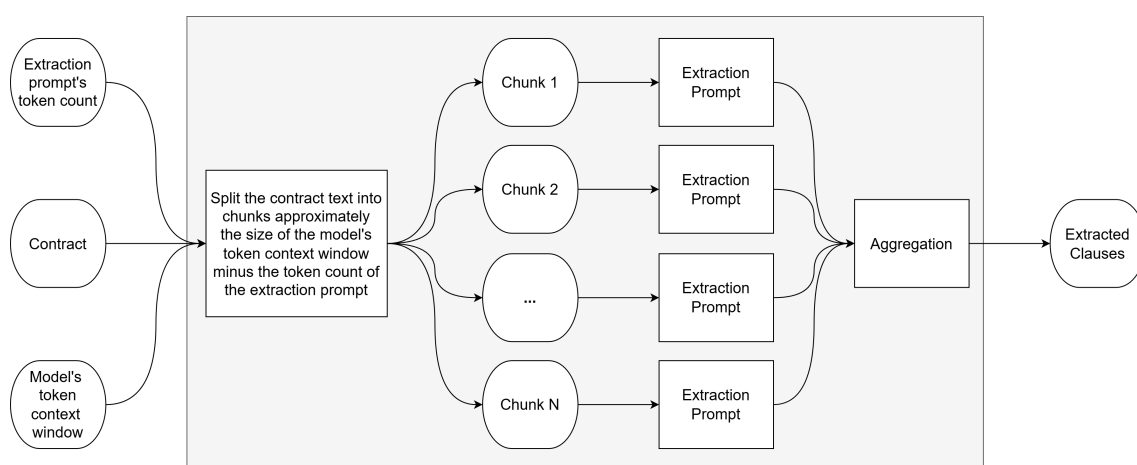 Extraction
prompt's
token count
Contract
Model's
token
context
window
Split the contract text into
chunks approximately
the size of the model's
token context window
minus the token count of
the extraction prompt
Chunk 1
Extraction
Prompt
Chunk 2
Extraction
Prompt
...
Extraction
Prompt
Chunk N
Extraction
Prompt
Aggregation
Extracted
Clauses